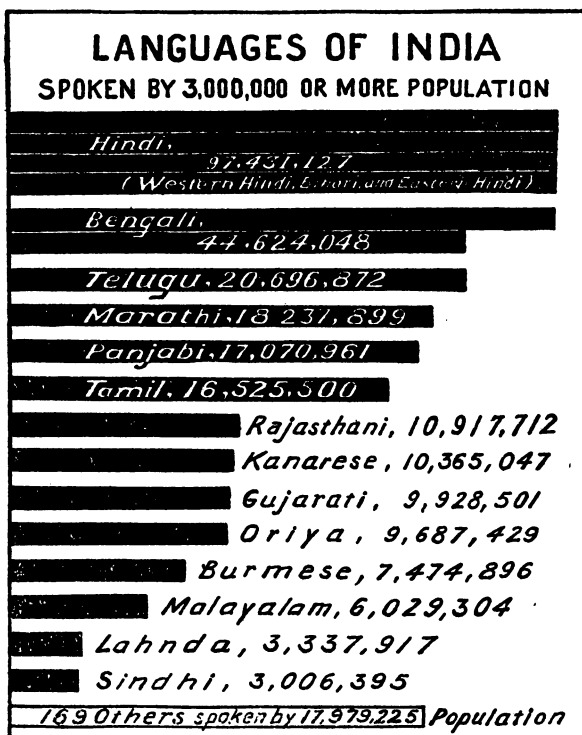 LANGUAGES OF INDIA
SPOKEN BY 3,000,000 OR MORE POPULATION
Hindi,
97,431,127
(Western Hindi, Bihari, and Eastern Hindi)
Bengali,
44,624,048
Telugu, 20,696,872
Marathi, 18 231,899
Panjabi, 17,070,961
Tamil, 16,525,500
Rajasthani, 10,917,712
Kanarese, 10,365,047
Gujarati, 9,928,501
Oriya, 9,687,429
Burmese, 7,474,896
Malayalam, 6,029,304
Lahnda, 3,337,917
Sindhi, 3,006,395
169 Others spoken by 17,979,225 Population